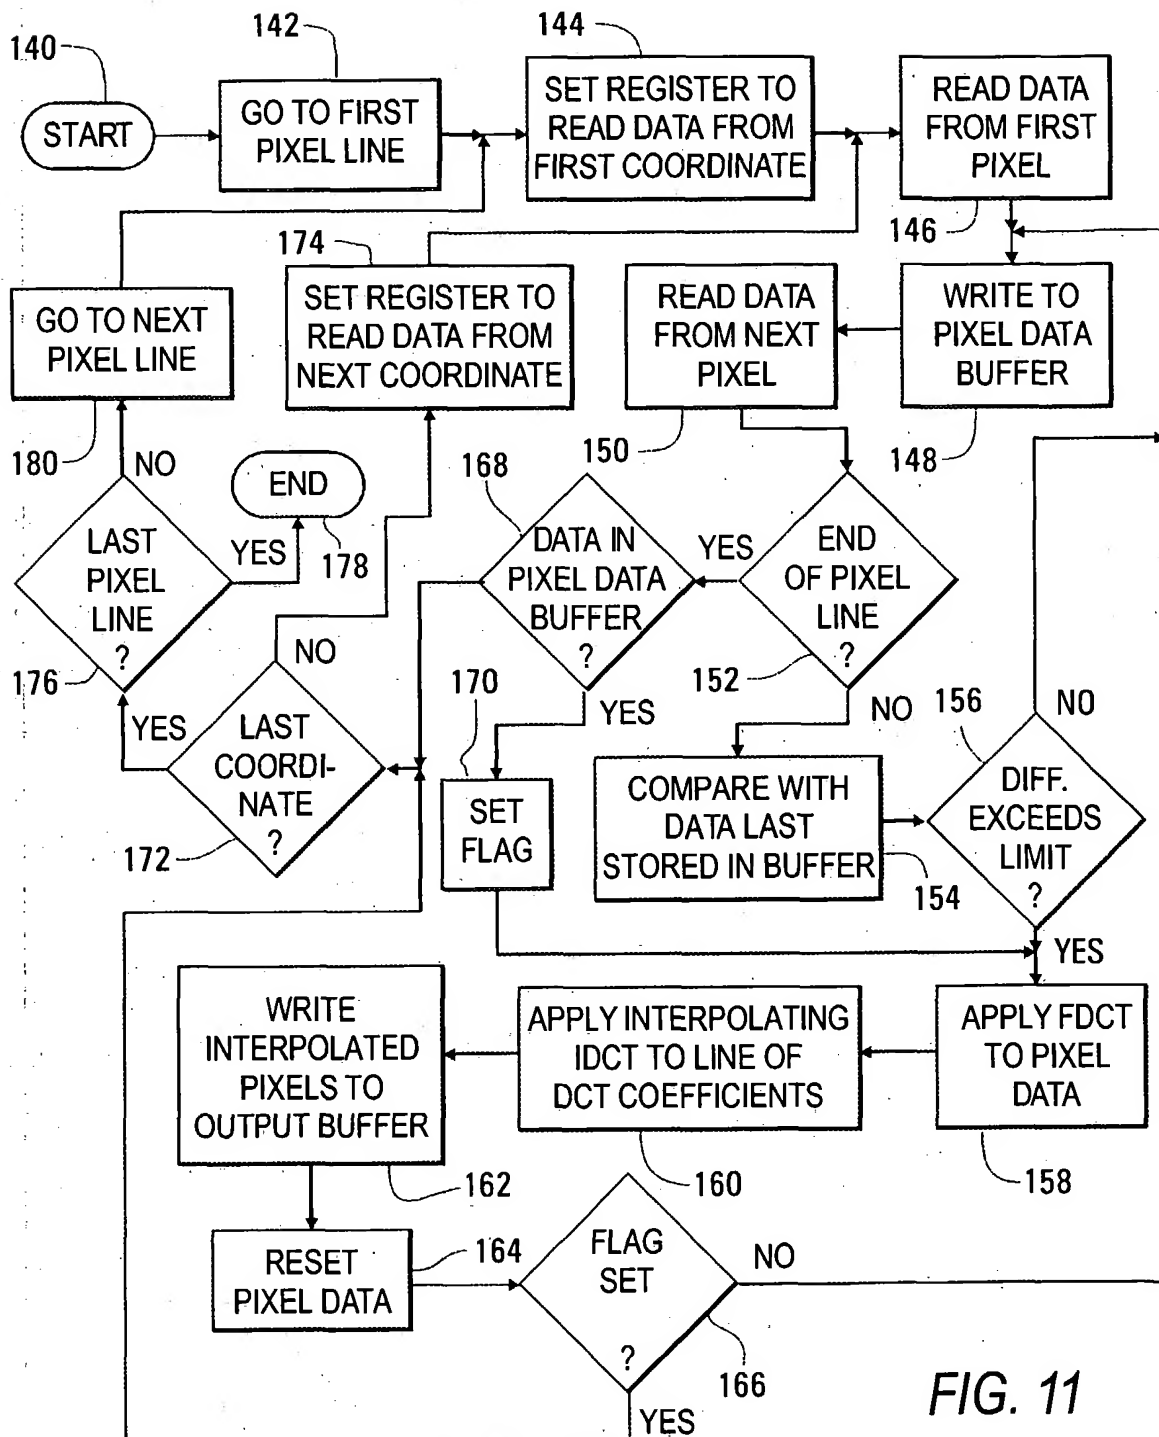 140
START
142
GO TO FIRST
PIXEL LINE
144
SET REGISTER TO
READ DATA FROM
FIRST COORDINATE
READ DATA
FROM FIRST
PIXEL
146
174
SET REGISTER TO
READ DATA FROM
NEXT COORDINATE
GO TO NEXT
PIXEL LINE
180
READ DATA
FROM NEXT
PIXEL
150
WRITE TO
PIXEL DATA
BUFFER
148
NO
END
178
LAST
PIXEL
LINE
?
YES
176
168
DATA IN
PIXEL DATA
BUFFER
?
YES
END
OF PIXEL
LINE
?
152
NO
YES
LAST
COORDI-
NATE
?
172
NO
170
YES
SET
FLAG
COMPARE WITH
DATA LAST
STORED IN BUFFER
154
156
NO
DIFF.
EXCEEDS
LIMIT
?
YES
WRITE
INTERPOLATED
PIXELS TO
OUTPUT BUFFER
162
APPLY INTERPOLATING
IDCT TO LINE OF
DCT COEFFICIENTS
160
APPLY FDCT
TO PIXEL
DATA
158
RESET
PIXEL DATA
164
FLAG
SET
?
NO
166
YES
FIG. 11